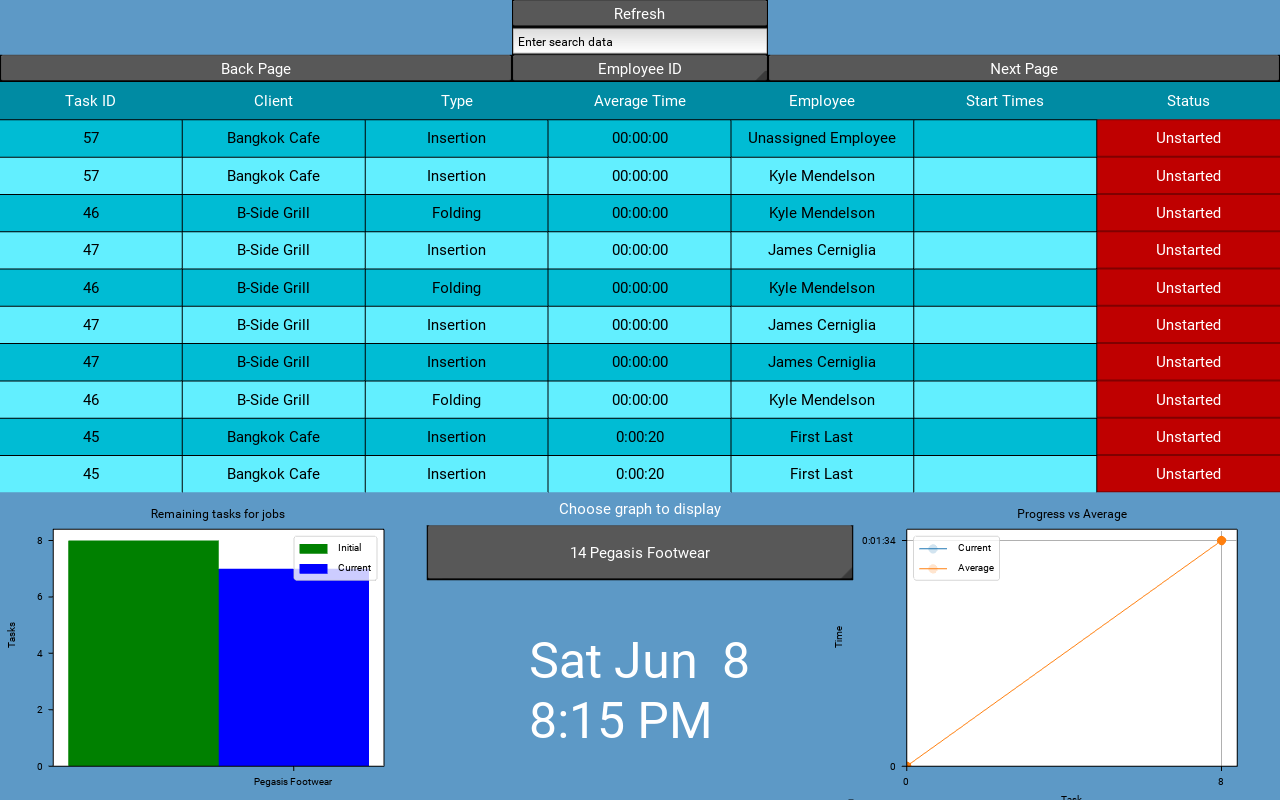 Refresh
Enter search data
Back Page Employee ID Next Page
Task ID Client Type Average Time Employee Start Times Status
57 Bangkok Cafe Insertion 00:00:00 Unassigned Employee Unstarted
57 Bangkok Cafe Insertion 00:00:00 Kyle Mendelson Unstarted
46 B-Side Grill Folding 00:00:00 Kyle Mendelson Unstarted
47 B-Side Grill Insertion 00:00:00 James Cerniglia Unstarted
46 B-Side Grill Folding 00:00:00 Kyle Mendelson Unstarted
47 B-Side Grill Insertion 00:00:00 James Cerniglia Unstarted
47 B-Side Grill Insertion 00:00:00 James Cerniglia Unstarted
46 B-Side Grill Folding 00:00:00 Kyle Mendelson Unstarted
45 Bangkok Cafe Insertion 0:00:20 First Last Unstarted
45 Bangkok Cafe Insertion 0:00:20 First Last Unstarted
Remaining tasks for jobs
8
6
4
2
0
Tasks
Initial
Current
Pegasis Footwear
Choose graph to display
14 Pegasis Footwear
Sat Jun 8
8:15 PM
Progress vs Average
0:01:34
0
Time
Current
Average
0 8
Task